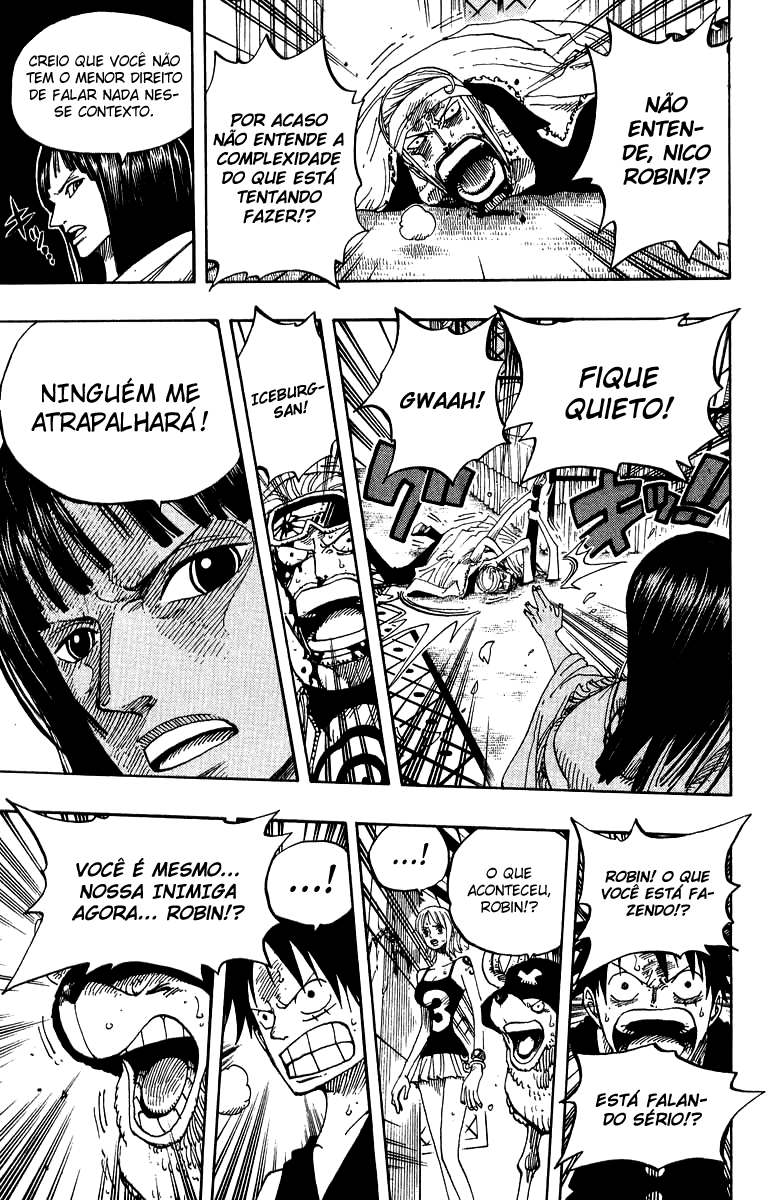 NÃO
ENTEN-
DE, NICO
ROBIN!?
POR ACASO
NÃO ENTENDE A
COMPLEXIDADE
DO QUE ESTÁ
TENTANDO
FAZER!?
CREIO QUE VOCÊ NÃO
TEM O MENOR DIREITO
DE FALAR NADA NES-
SE CONTEXTO.
FIQUE
QUIETO!
GWAAH!
ICEBURG-
SAN!
NINGUÉM ME
ATRAPALHARÁ!
ROBIN! O QUE
VOCÊ ESTÁ FA-
ZENDO!?
ESTÁ FALAN-
DO SÉRIO!?
O QUE
ACONTECEU,
ROBIN!?
...!
3
...!
VOCÊ É MESMO...
NOSSA INIMIGA
AGORA... ROBIN!?